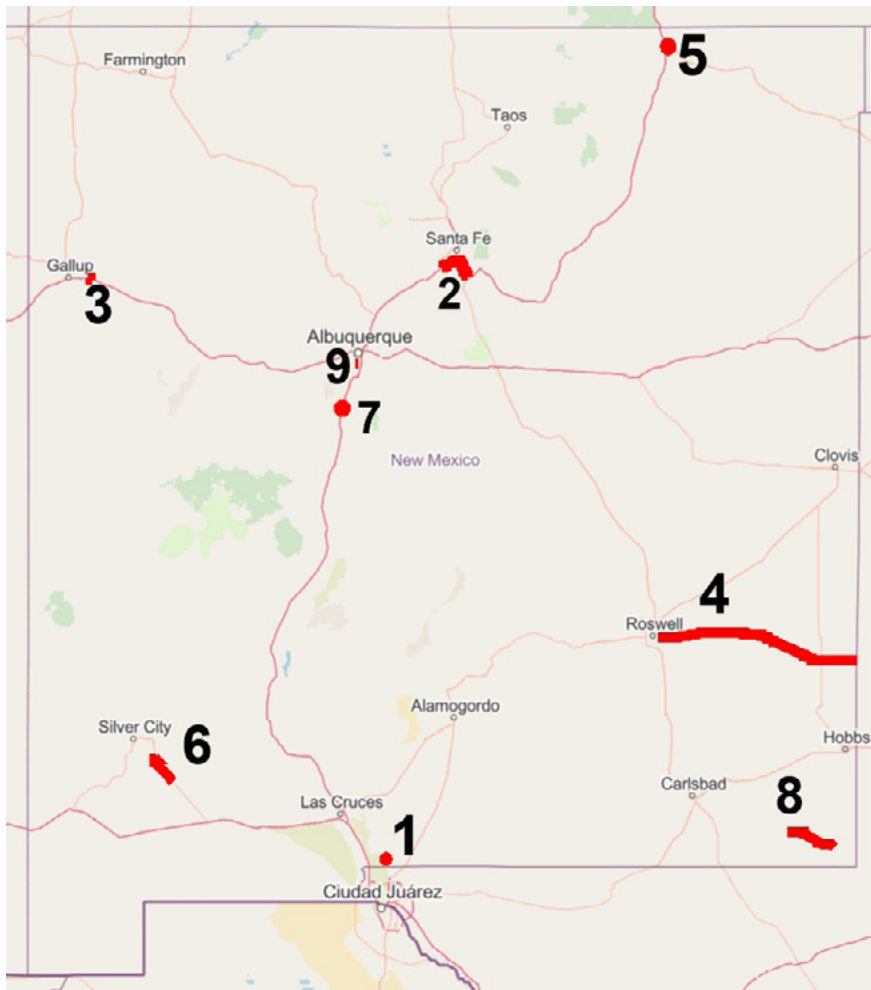 5
Farmington
Taos
Santa Fe
Gallup
2
3
Albuquerque
9
7
Clovis
New Mexico
4
Roswell
Alamogordo
Silver City
6
Hobbs
Carlsbad
8
Las Cruces
1
Ciudad Juárez